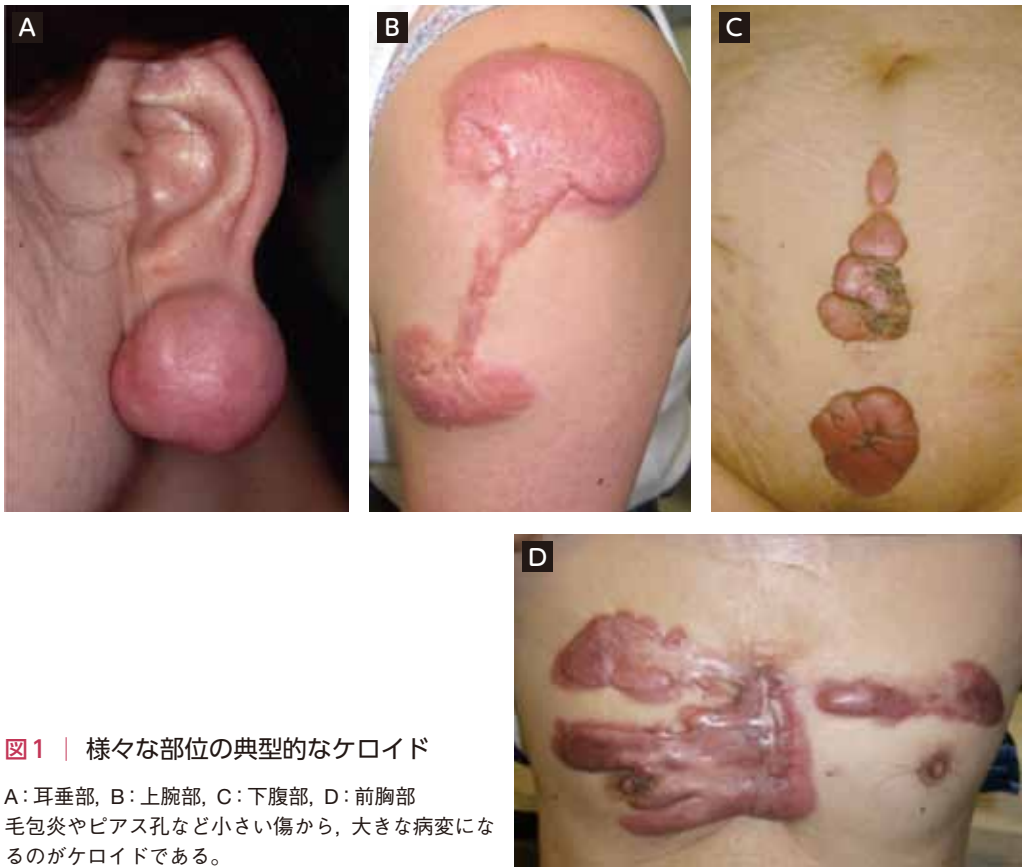 A
B
C
D
図1 | 様々な部位の典型的なケロイド
A:耳垂部, B:上腕部, C:下腹部, D:前胸部
毛包炎やピアス孔など小さい傷から, 大きな病変にな
るのがケロイドである。